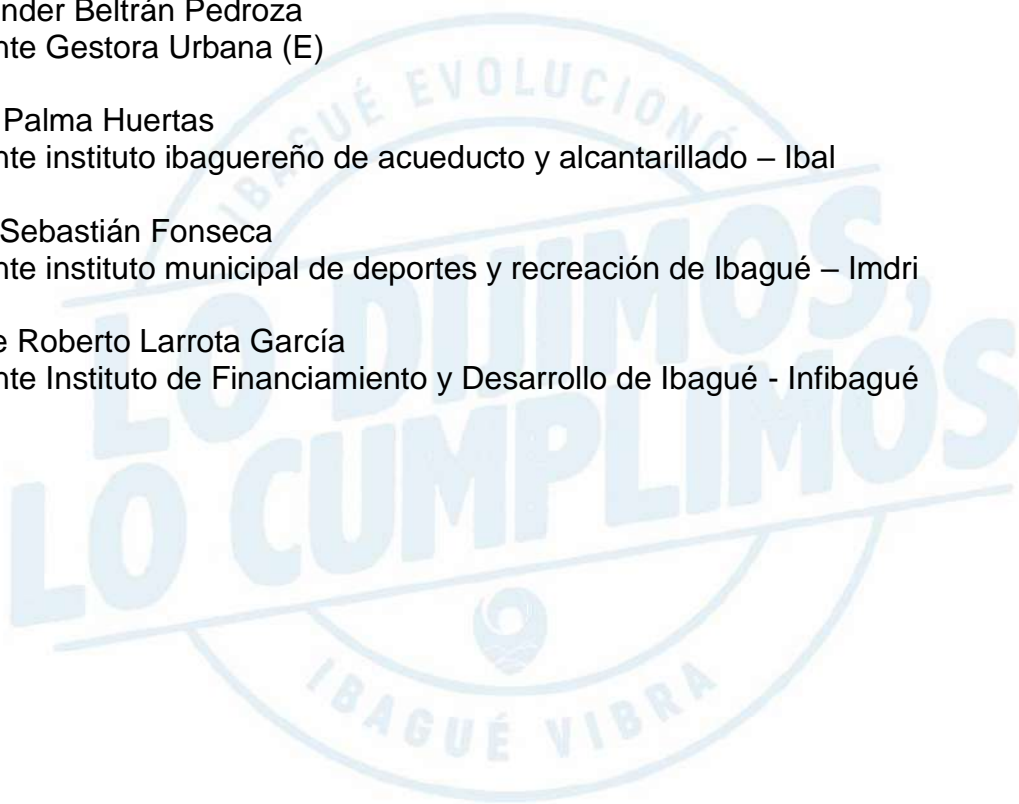 nder Beltrán Pedroza
nte Gestora Urbana (E)
Palma Huertas
nte instituto ibaguereño de acueducto y alcantarillado – Ibal
Sebastián Fonseca
nte instituto municipal de deportes y recreación de Ibagué – Imdri
e Roberto Larrota García
nte Instituto de Financiamiento y Desarrollo de Ibagué - Infibagué
IBAGUÉ EVOLUCIONÓ
LO DIJIMOS,
LO CUMPLIMOS
IBAGUÉ VIBRA